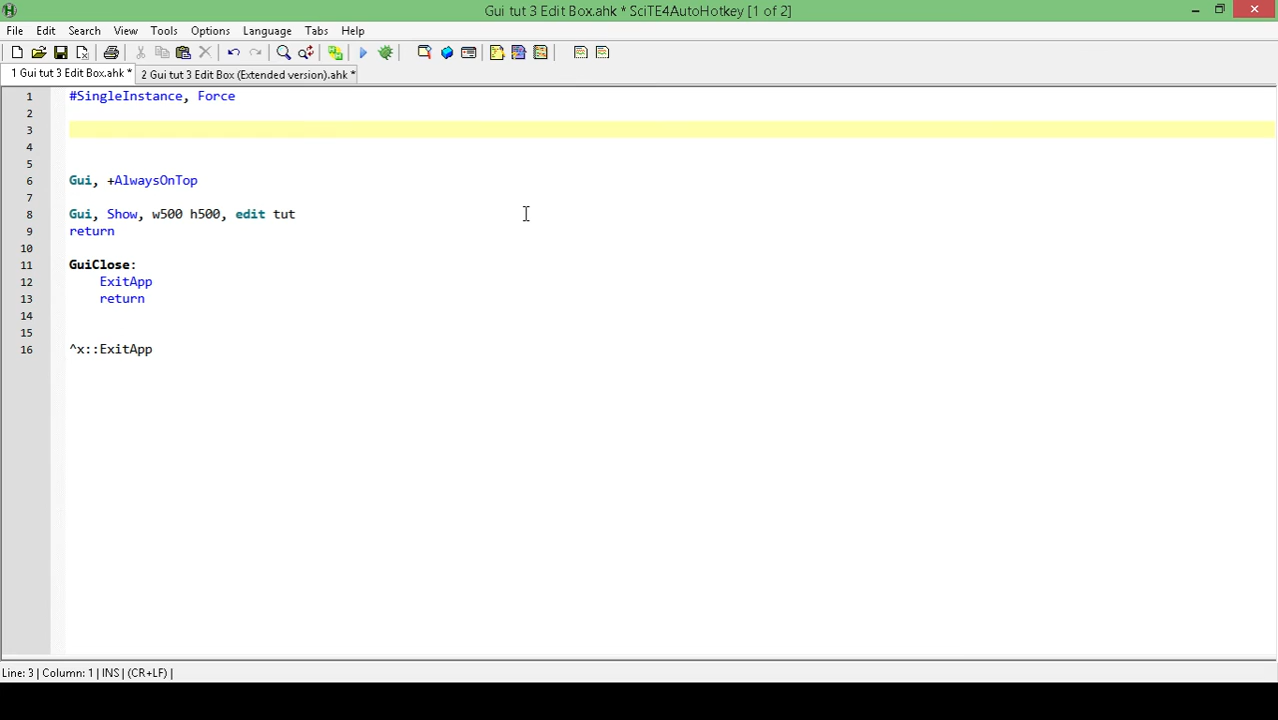 Gui tut 3 Edit Box.ahk * SciTE4AutoHotkey [1 of 2]
File Edit Search View Tools Options Language Tabs Help
1 Gui tut 3 Edit Box.ahk * 2 Gui tut 3 Edit Box (Extended version).ahk *
1 #SingleInstance, Force
2
3
4
5
6 Gui, +AlwaysOnTop
7
8 Gui, Show, w500 h500, edit tut
9 return
10
11 GuiClose:
12 ExitApp
13 return
14
15
16 ^x::ExitApp
Line: 3 | Column: 1 | INS | (CR+LF) |